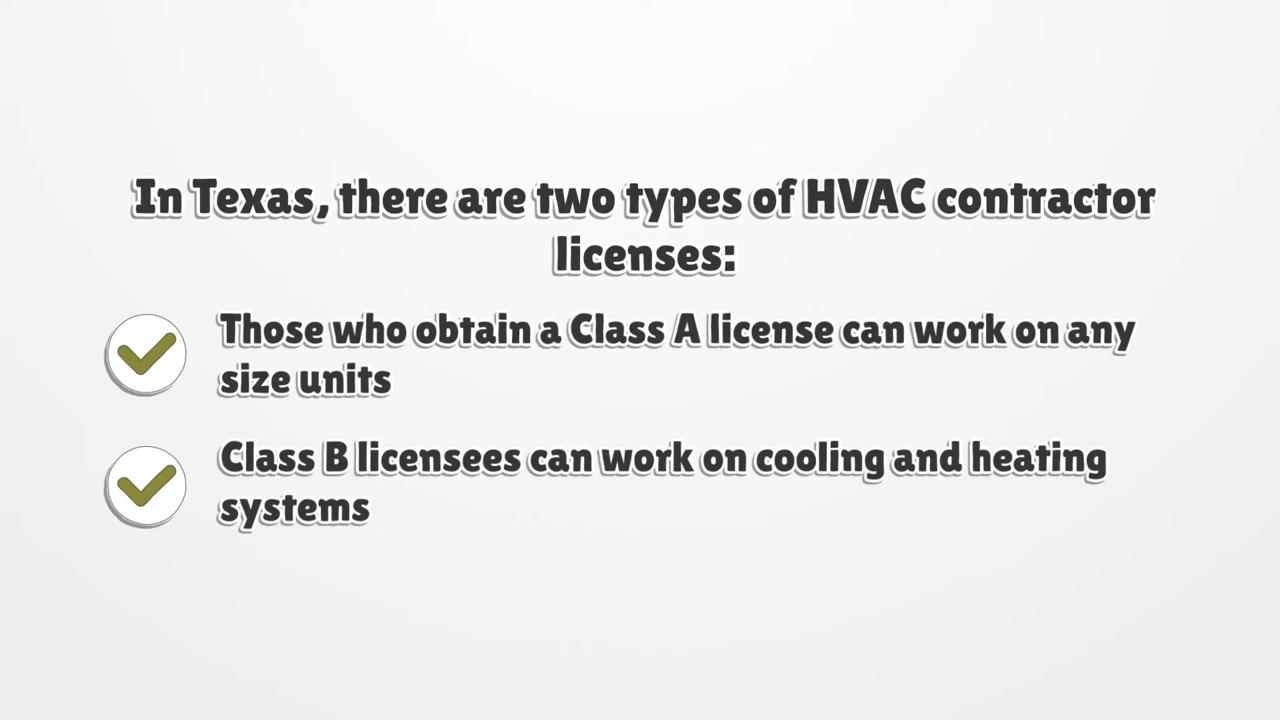 In Texas, there are two types of HVAC contractor
licenses:
Those who obtain a Class A license can work on any
size units
Class B licensees can work on cooling and heating
systems